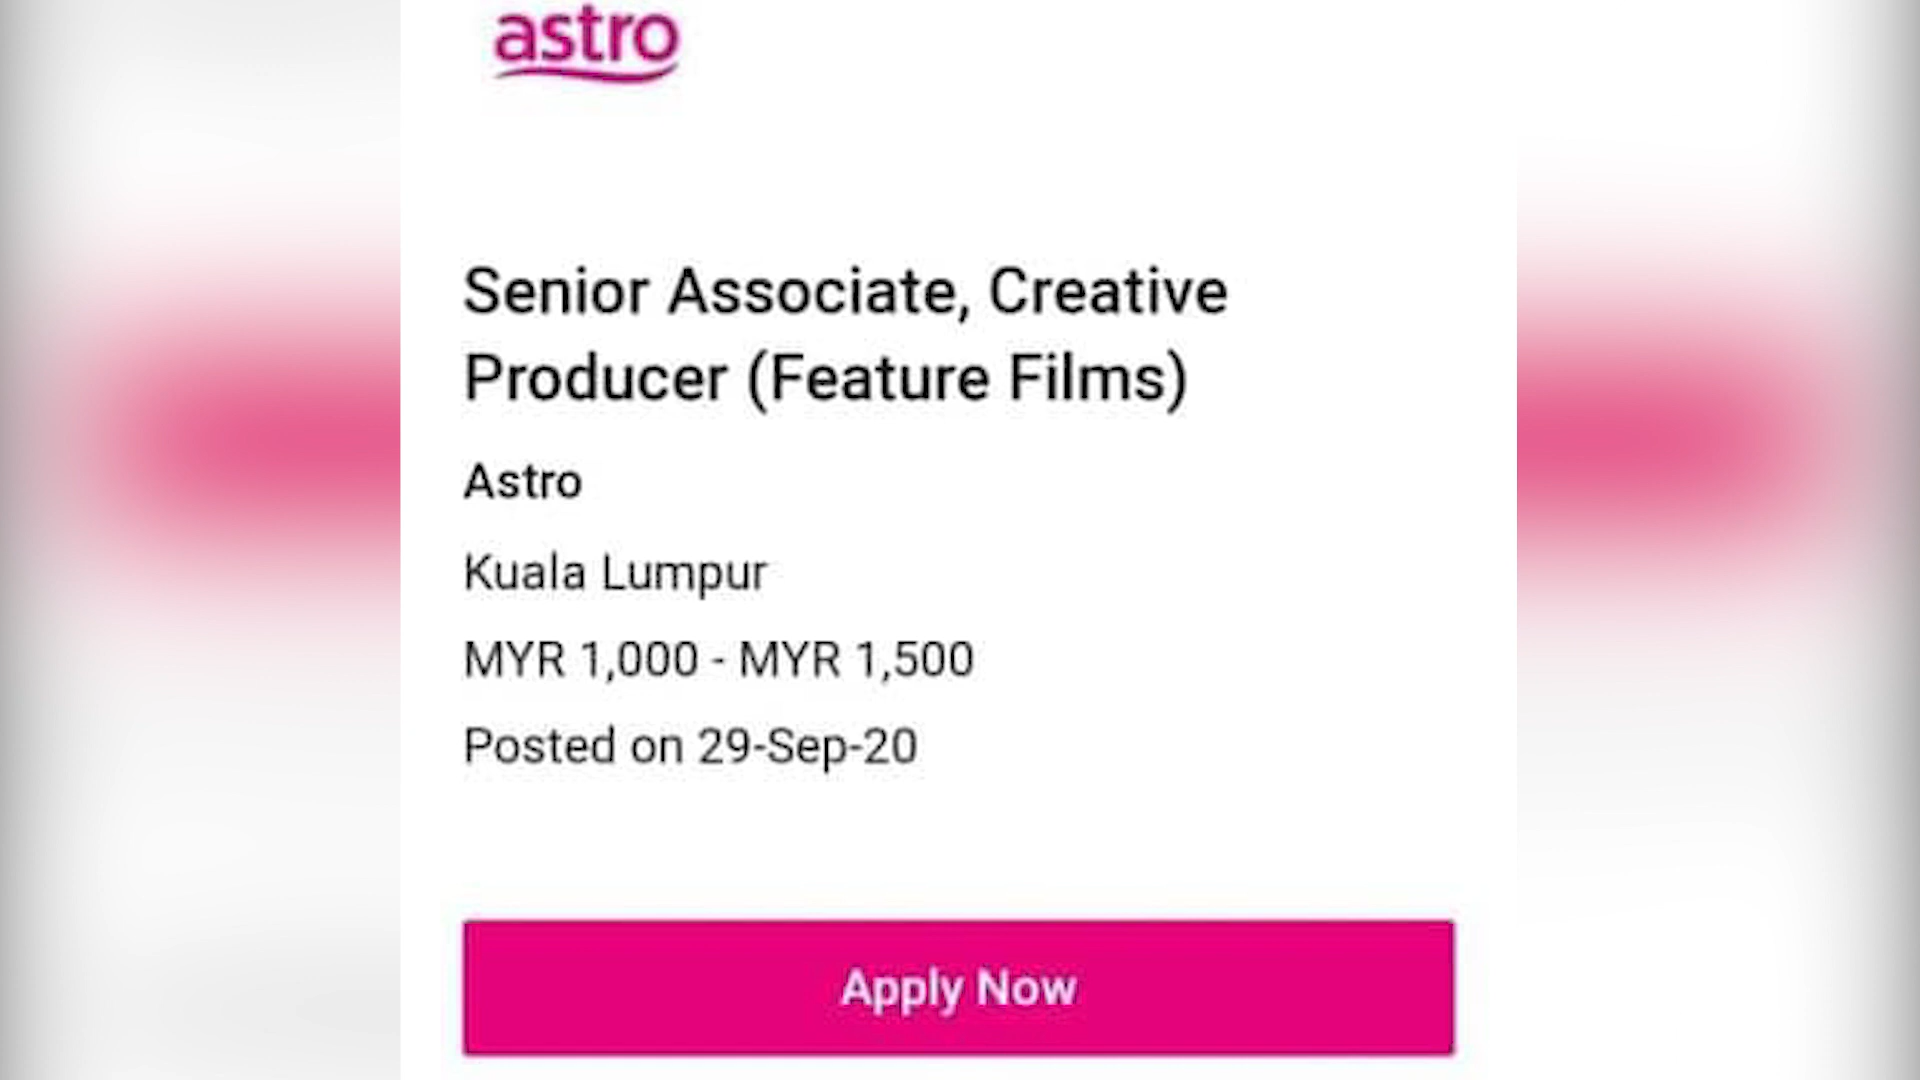 astro
Senior Associate, Creative
Producer (Feature Films)
Astro
Kuala Lumpur
MYR 1,000 - MYR 1,500
Posted on 29-Sep-20
Apply Now